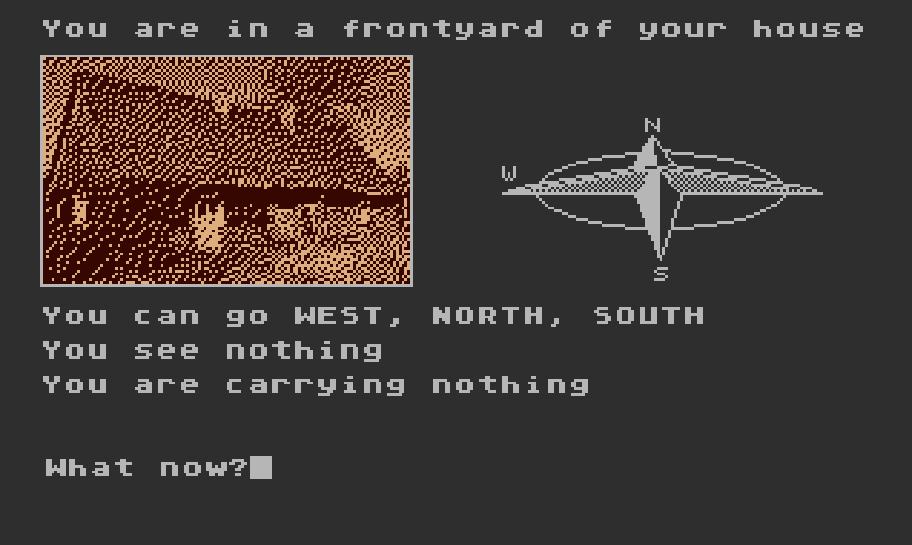 You are in a frontyard of your house
N
W
S
You can go WEST, NORTH, SOUTH
You see nothing
You are carrying nothing
What now?